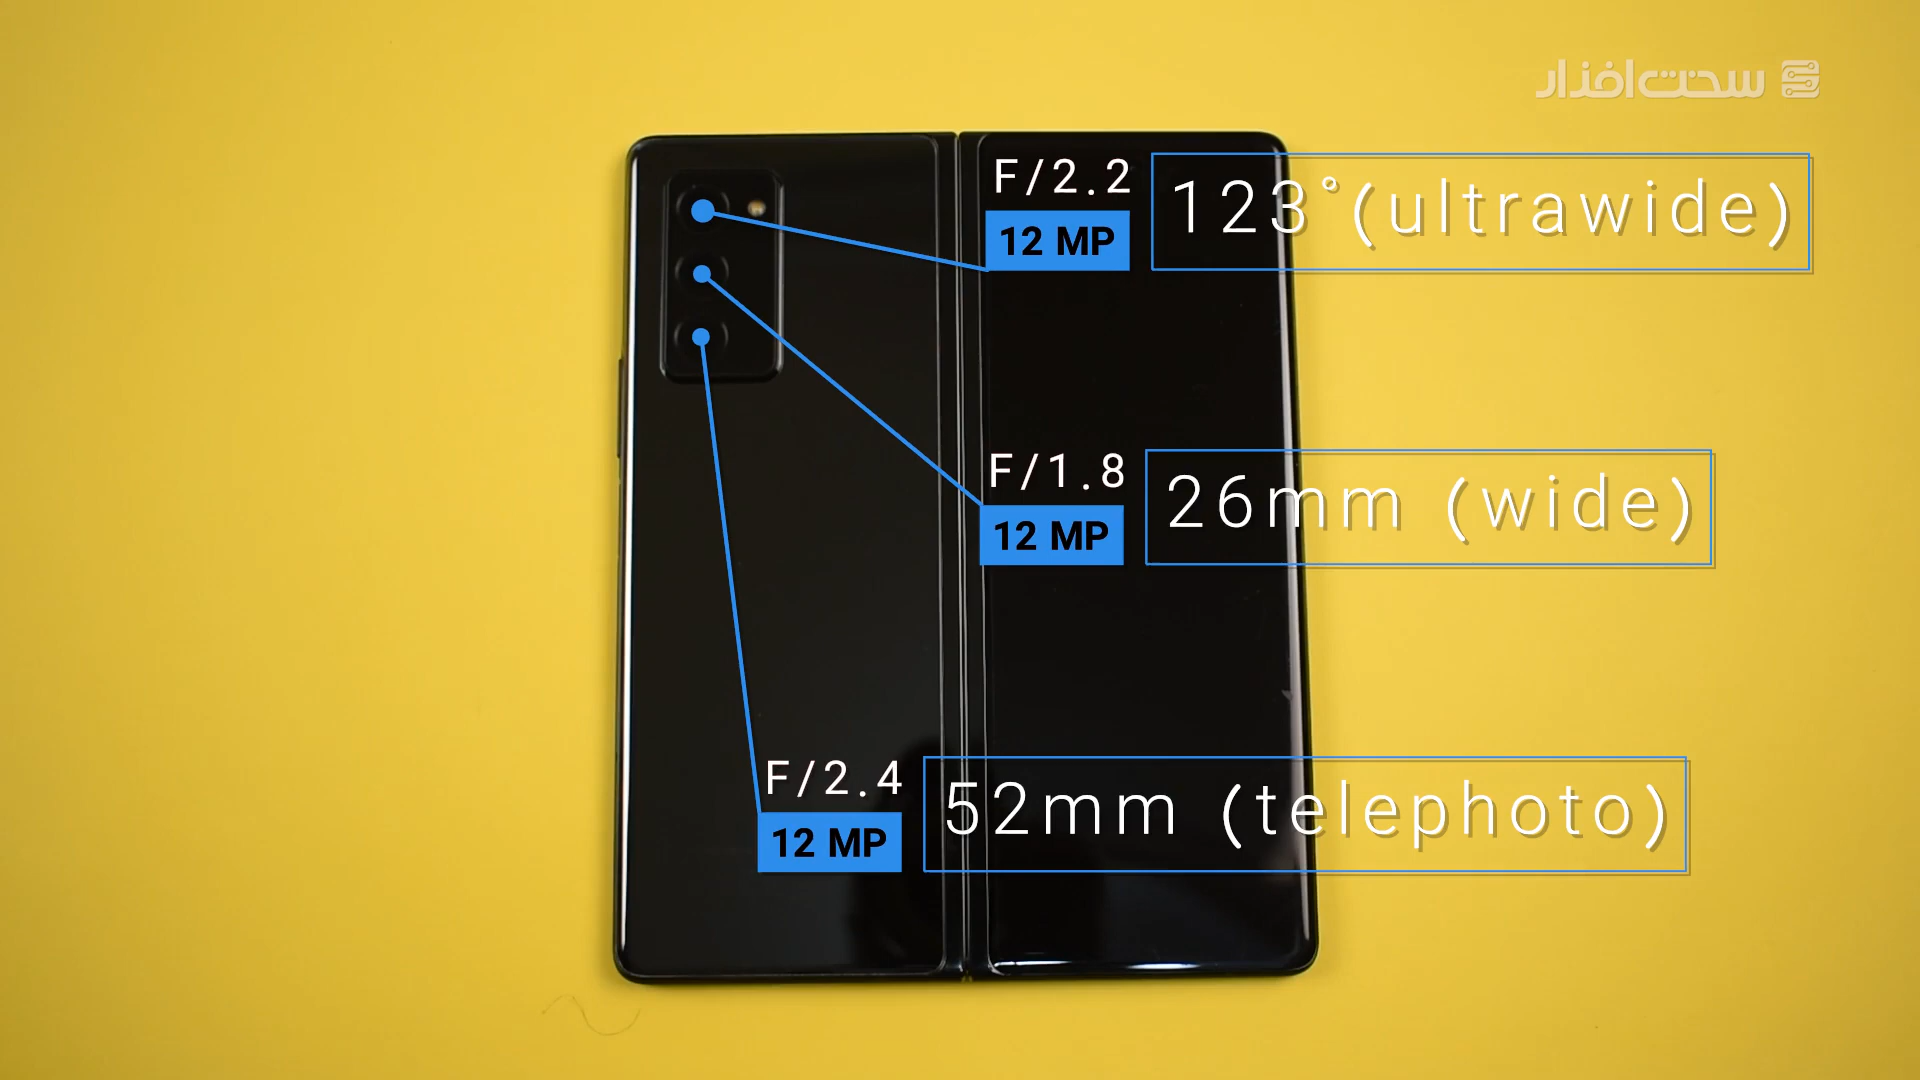 سخت‌افزار
F/2.2
12 MP
123°(ultrawide)
F/1.8
12 MP
26mm (wide)
F/2.4
12 MP
52mm (telephoto)